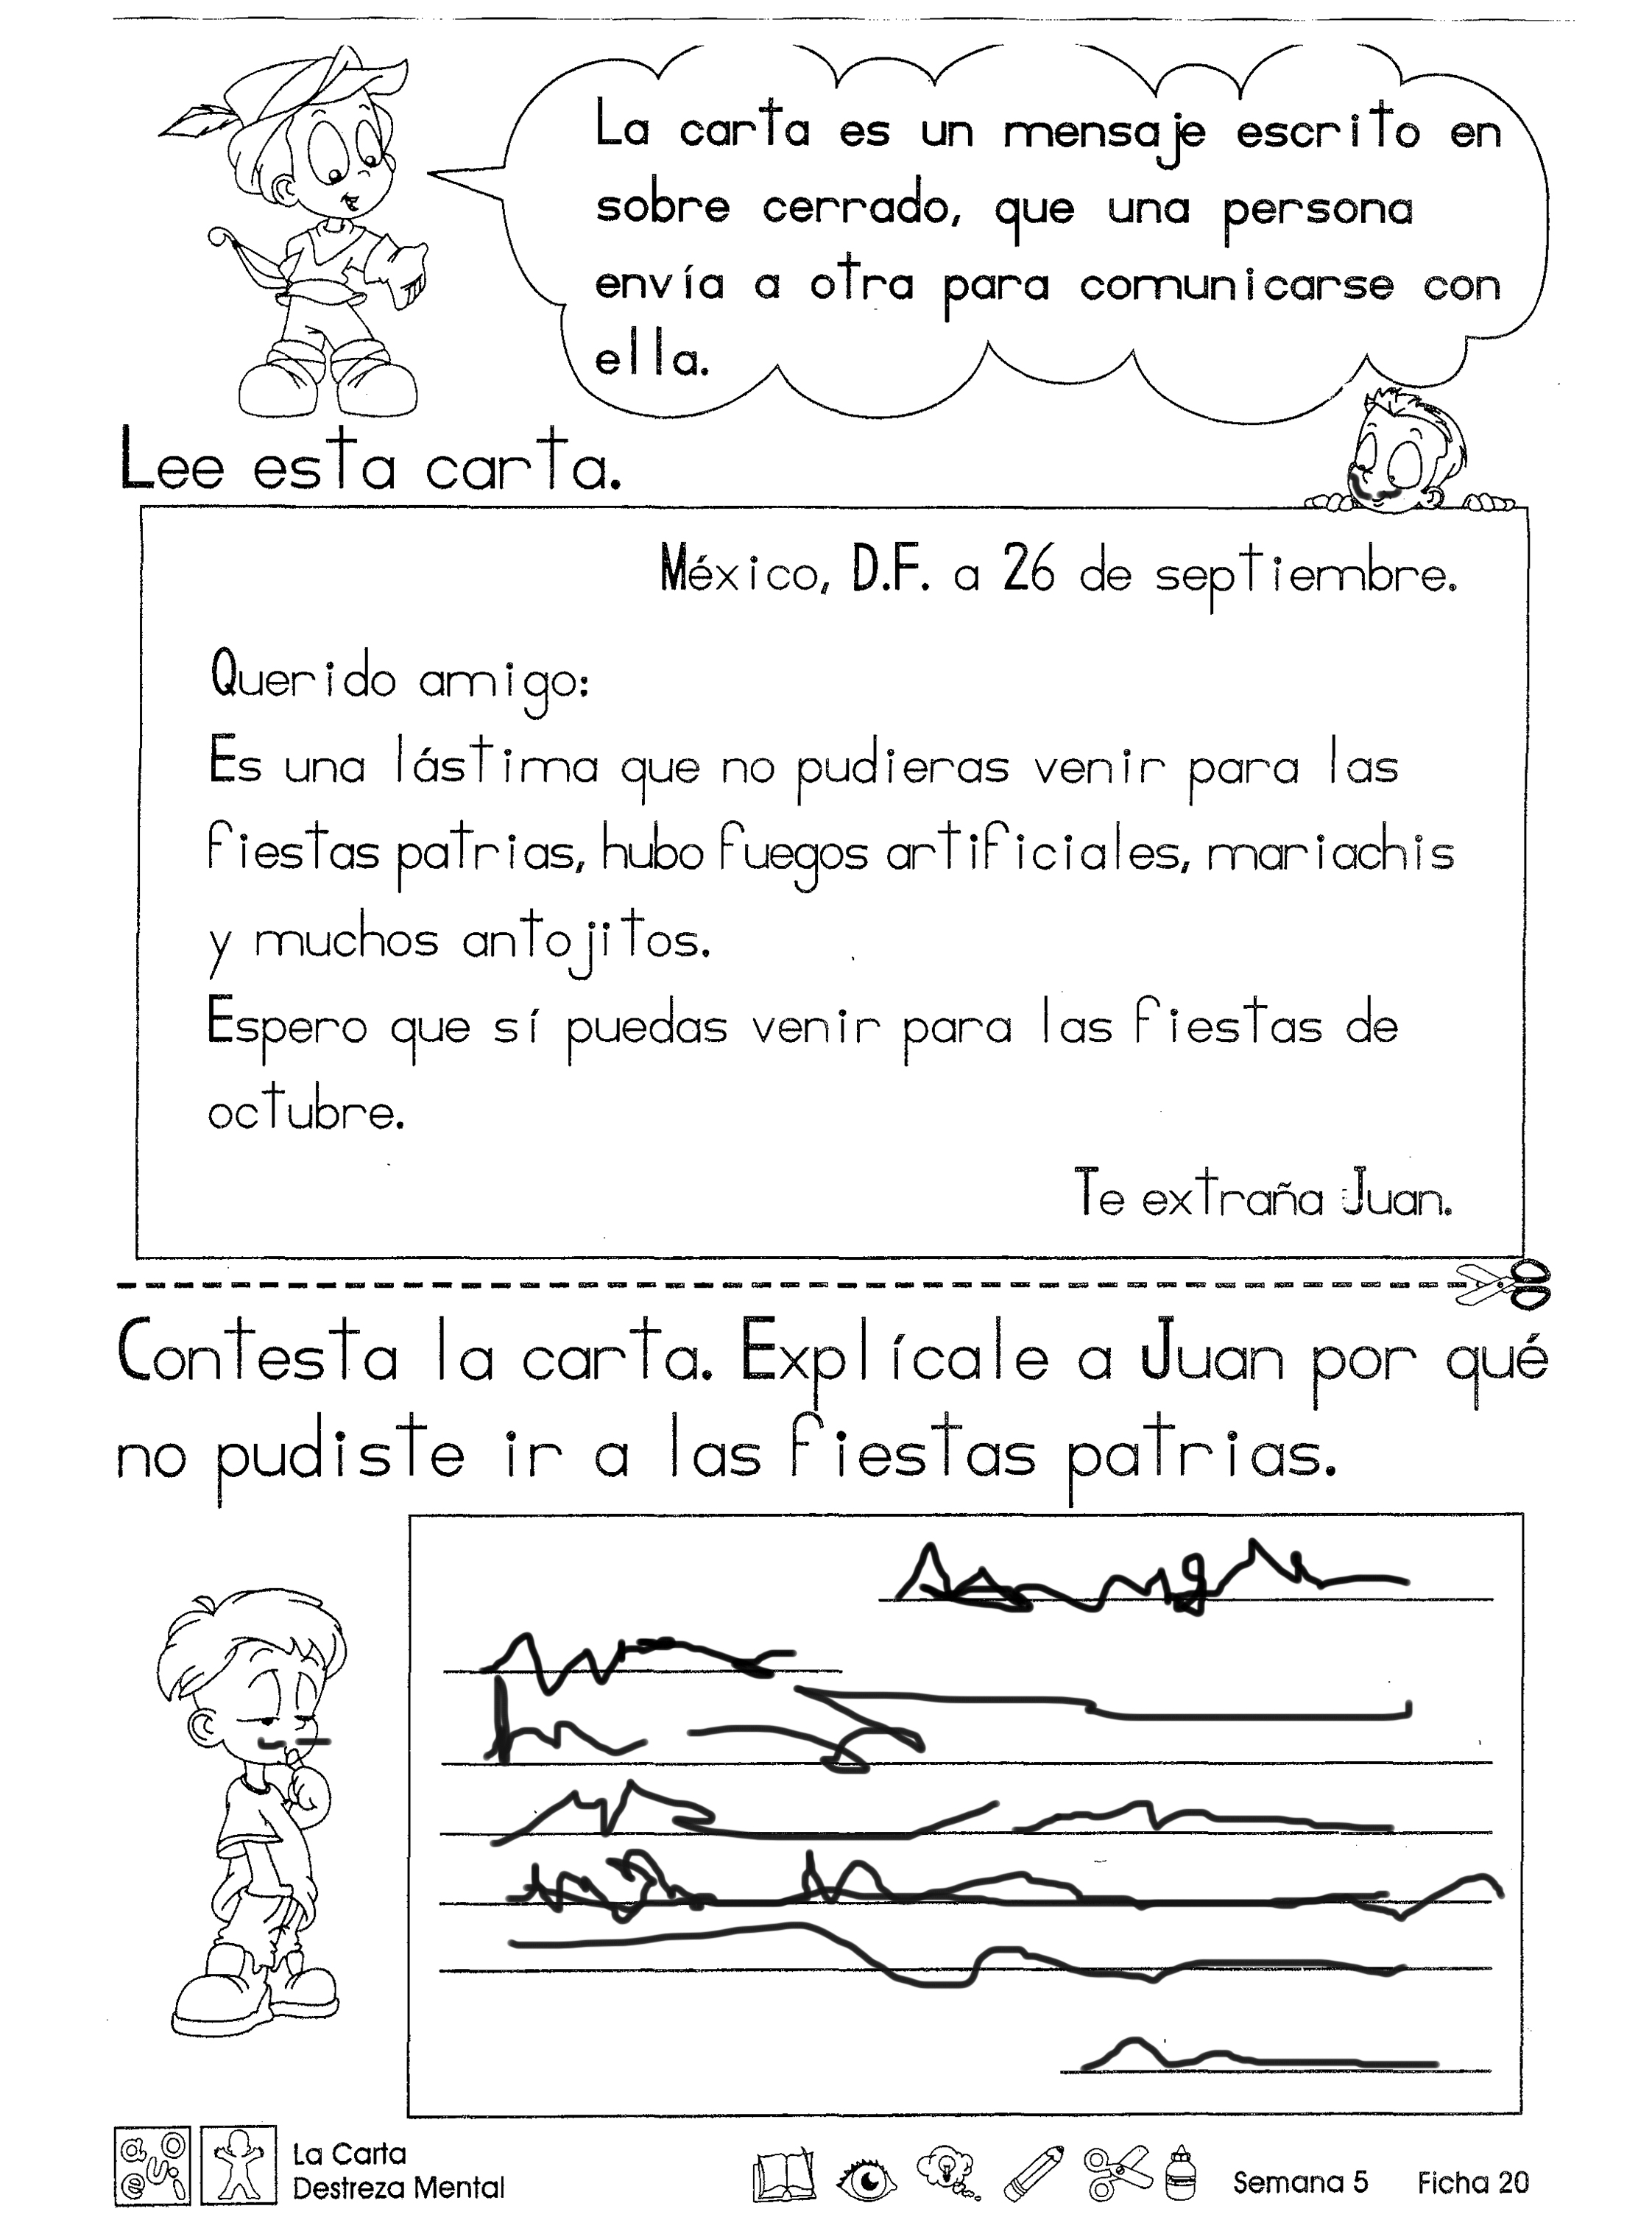 La carta es un mensaje escrito en
sobre cerrado, que una persona
envía a otra para comunicarse con
ella.
Lee esta carta.
México, D.F. a 26 de septiembre.
Querido amigo:
Es una lástima que no pudieras venir para las
fiestas patrias, hubo fuegos artificiales, mariachis
y muchos antojitos.
Espero que sí puedas venir para las fiestas de
octubre.
Te extraña Juan.
Contesta la carta. Explícale a Juan por qué
no pudiste ir a las fiestas patrias.
a o
e u i
La Carta
Destreza Mental
Semana 5 Ficha 20